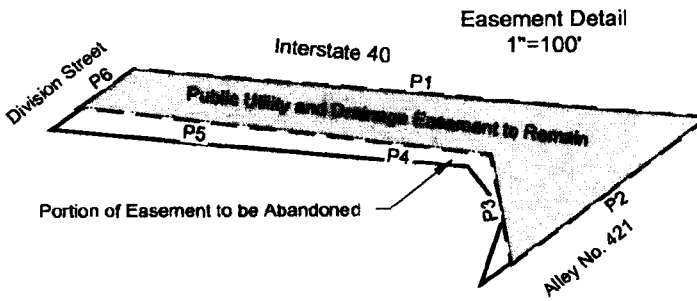 Easement Detail
1"=100'
Interstate 40
Division Street
P6
P1
Public Utility and Drainage Easement to Remain
P5
P4
P3
P2
Portion of Easement to be Abandoned
Alley No. 421